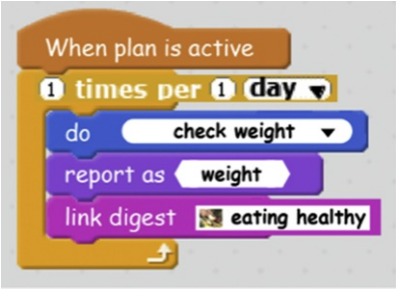 When plan is active
1 times per 1 day
do check weight
report as weight
link digest eating healthy